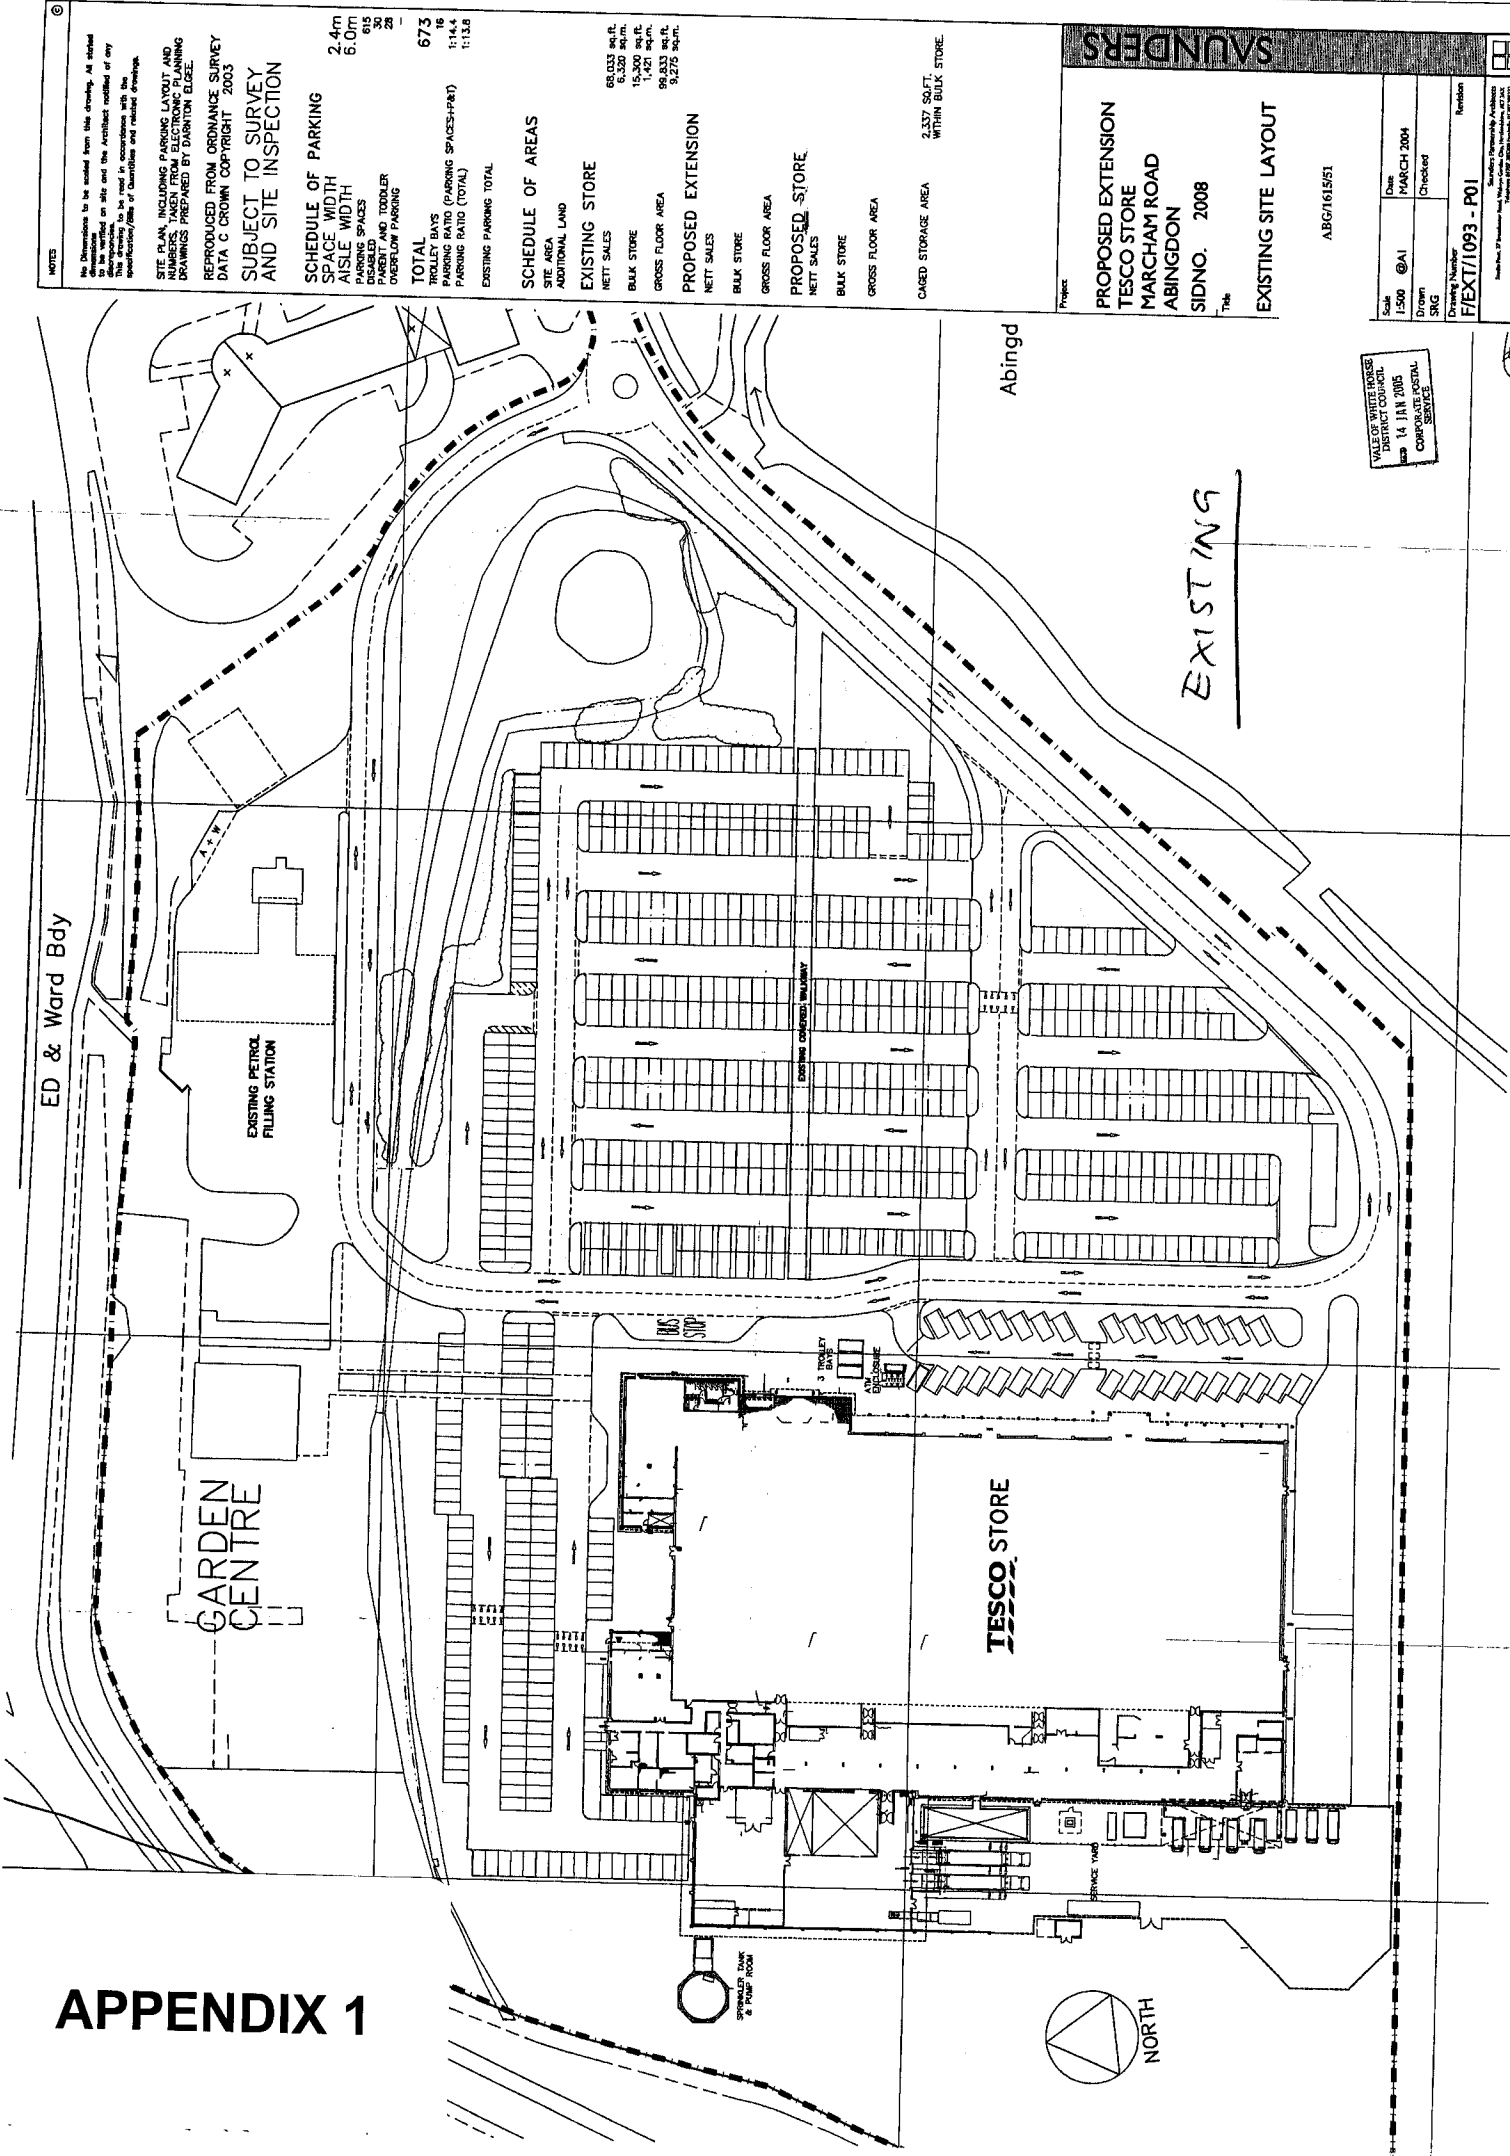 NOTES
©
No Dimensions to be scaled from this drawing. All stated
dimensions
to be verified on site and the Architect notified of any
discrepancies.
This drawing to be read in accordance with the
specification/Bills of Quantities and related drawings.
SITE PLAN, INCLUDING PARKING LAYOUT AND
NUMBERS, TAKEN FROM ELECTRONIC PLANNING
DRAWINGS PREPARED BY DARNTON ELGEE.
REPRODUCED FROM ORDNANCE SURVEY
DATA C CROWN COPYRIGHT 2003
SUBJECT TO SURVEY
AND SITE INSPECTION
SCHEDULE OF PARKING
SPACE WIDTH 2.4m
AISLE WIDTH 6.0m
PARKING SPACES 615
DISABLED 30
PARENT AND TODDLER 28
OVERFLOW PARKING –
TOTAL 673
TROLLEY BAYS 16
PARKING RATIO (PARKING SPACES+P&T) 1:14.4
PARKING RATIO (TOTAL) 1:13.8
EXISTING PARKING TOTAL
SCHEDULE OF AREAS
SITE AREA
ADDITIONAL LAND
EXISTING STORE
NETT SALES 68,033 sq.ft.
6,320 sq.m.
BULK STORE 15,300 sq.ft.
1,421 sq.m.
GROSS FLOOR AREA 99,833 sq.ft.
9,275 sq.m.
PROPOSED EXTENSION
NETT SALES
BULK STORE
GROSS FLOOR AREA
PROPOSED STORE
NETT SALES
BULK STORE
GROSS FLOOR AREA
CAGED STORAGE AREA 2,337 SQ.FT.
WITHIN BULK STORE.
SAUNDERS
Project
PROPOSED EXTENSION
TESCO STORE
MARCHAM ROAD
ABINGDON
SIDNO. 2008
Title
EXISTING SITE LAYOUT
ABG/1615/51
Scale
1:500 @A1
Date
MARCH 2004
Drawn
SRG
Checked
Drawing Number
F/EXT/1093 - P01
Revision
VALE OF WHITE HORSE
DISTRICT COUNCIL
REC'D 14 JAN 2005
CORPORATE POSTAL
SERVICE
EXISTING
Abingd
ED & Ward Bdy
A + W
EXISTING PETROL
FILLING STATION
EXISTING COVERED WALKWAY
GARDEN
CENTRE
BUS
STOP
3 TROLLEY
BAYS
ATM
ENCLOSURE
TESCO STORE
SERVICE YARD
SPRINKLER TANK
& PUMP ROOM
NORTH
APPENDIX 1